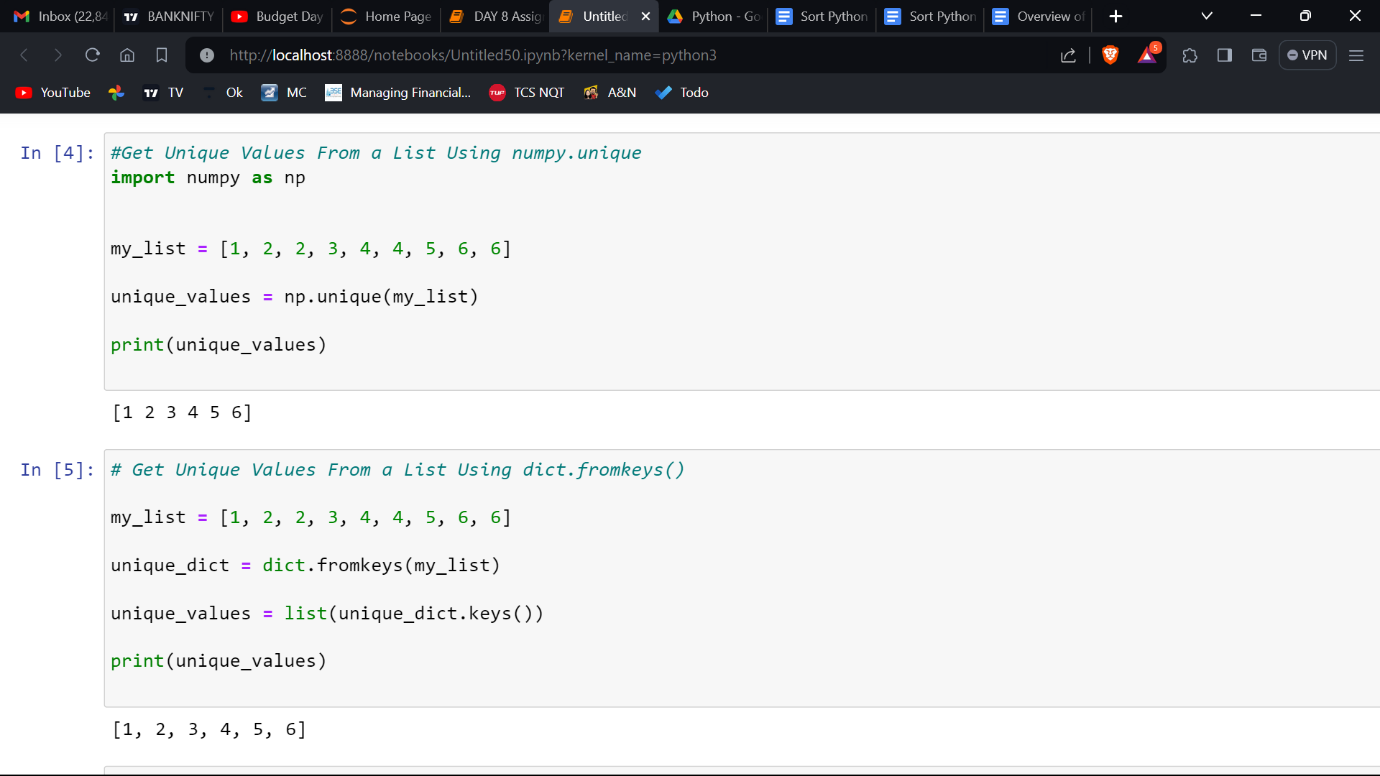 Inbox (22,84
BANKNIFTY
Budget Day
Home Page
DAY 8 Assig
Untitled
Python - Go
Sort Python
Sort Python
Overview of
http://localhost:8888/notebooks/Untitled50.ipynb?kernel_name=python3
5
VPN
YouTube
TV
Ok
MC
Managing Financial...
TCS NQT
A&N
Todo
In [4]:
#Get Unique Values From a List Using numpy.unique
import numpy as np
my_list = [1, 2, 2, 3, 4, 4, 5, 6, 6]
unique_values = np.unique(my_list)
print(unique_values)
[1 2 3 4 5 6]
In [5]:
# Get Unique Values From a List Using dict.fromkeys()
my_list = [1, 2, 2, 3, 4, 4, 5, 6, 6]
unique_dict = dict.fromkeys(my_list)
unique_values = list(unique_dict.keys())
print(unique_values)
[1, 2, 3, 4, 5, 6]